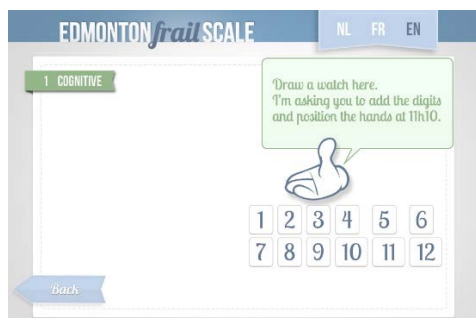 EDMONTON frail SCALE
NL FR EN
1 COGNITIVE
Draw a watch here.
I'm asking you to add the digits
and position the hands at 11h10.
1 2 3 4 5 6
7 8 9 10 11 12
Back